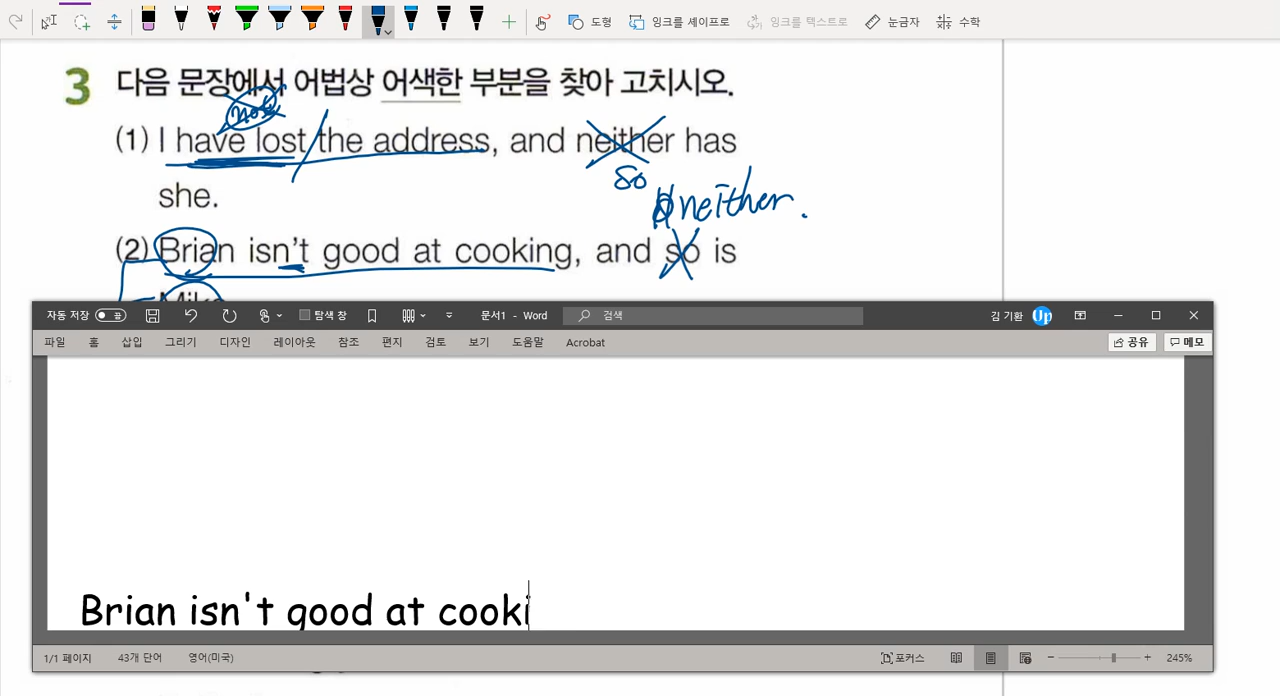 도형
잉크를 셰이프로
잉크를 텍스트로
눈금자
수학
3 다음 문장에서 어법상 어색한 부분을 찾아 고치시오.
(1) I have lost the address, and neither has
so
she.
neither.
(2) Brian isn't good at cooking, and so is
Mike
자동 저장
탐색 창
문서1 - Word
검색
김 기환
파일 홈 삽입 그리기 디자인 레이아웃 참조 편지 검토 보기 도움말 Acrobat
공유
메모
Brian isn't good at cooki
1/1 페이지 43개 단어 영어(미국)
포커스
245%